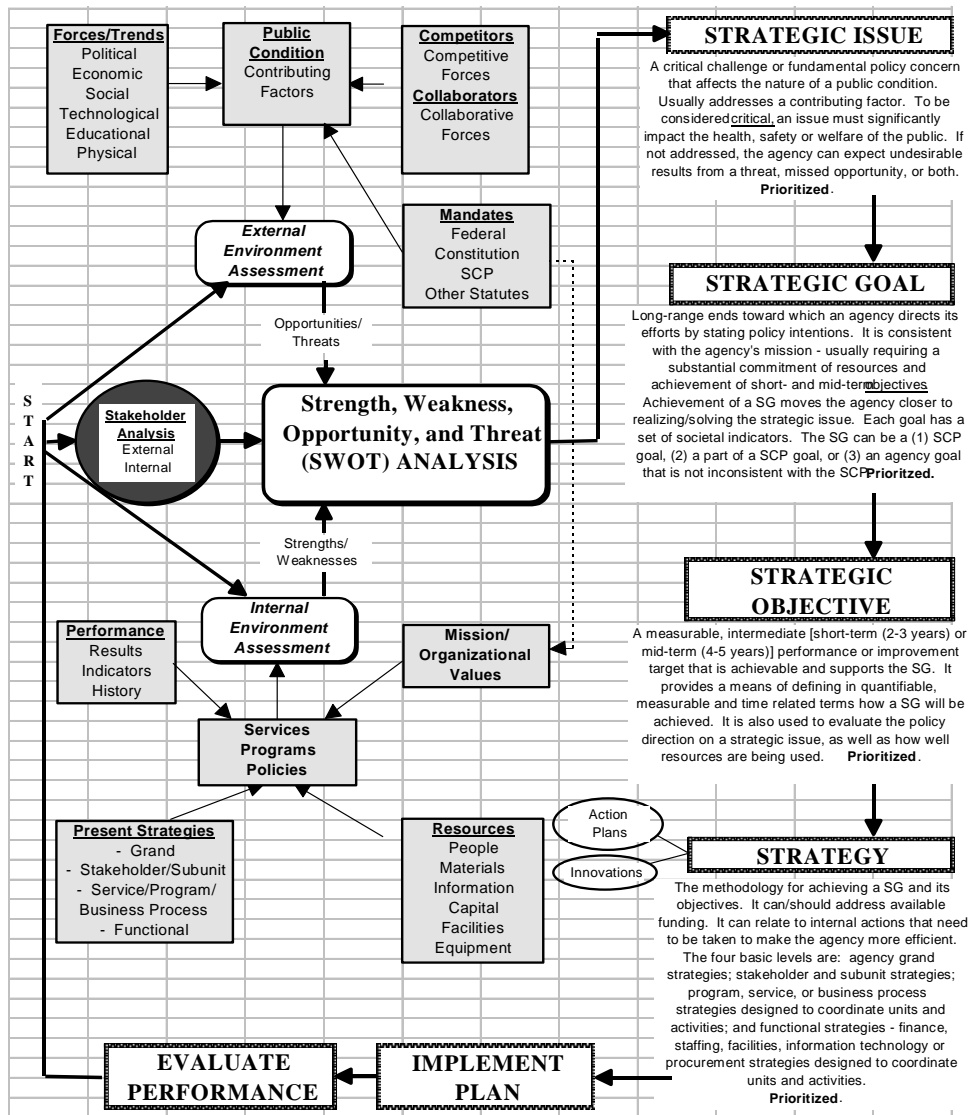 Forces/Trends
Political
Economic
Social
Technological
Educational
Physical
Public
Condition
Contributing
Factors
Competitors
Competitive
Forces
Collaborators
Collaborative
Forces
STRATEGIC ISSUE
A critical challenge or fundamental policy concern
that affects the nature of a public condition.
Usually addresses a contributing factor. To be
considered critical, an issue must significantly
impact the health, safety or welfare of the public. If
not addressed, the agency can expect undesirable
results from a threat, missed opportunity, or both.
Prioritized.
Mandates
Federal
Constitution
SCP
Other Statutes
External
Environment
Assessment
Opportunities/
Threats
STRATEGIC GOAL
Long-range ends toward which an agency directs its
efforts by stating policy intentions. It is consistent
with the agency's mission - usually requiring a
substantial commitment of resources and
achievement of short- and mid-term objectives.
Achievement of a SG moves the agency closer to
realizing/solving the strategic issue. Each goal has a
set of societal indicators. The SG can be a (1) SCP
goal, (2) a part of a SCP goal, or (3) an agency goal
that is not inconsistent with the SCP. Prioritzed.
S
T
A
R
T
Stakeholder
Analysis
External
Internal
Strength, Weakness,
Opportunity, and Threat
(SWOT) ANALYSIS
Strengths/
Weaknesses
Internal
Environment
Assessment
STRATEGIC
OBJECTIVE
A measurable, intermediate [short-term (2-3 years) or
mid-term (4-5 years)] performance or improvement
target that is achievable and supports the SG. It
provides a means of defining in quantifiable,
measurable and time related terms how a SG will be
achieved. It is also used to evaluate the policy
direction on a strategic issue, as well as how well
resources are being used. Prioritized.
Performance
Results
Indicators
History
Mission/
Organizational
Values
Services
Programs
Policies
Present Strategies
- Grand
- Stakeholder/Subunit
- Service/Program/
Business Process
- Functional
Resources
People
Materials
Information
Capital
Facilities
Equipment
Action
Plans
Innovations
STRATEGY
The methodology for achieving a SG and its
objectives. It can/should address available
funding. It can relate to internal actions that need
to be taken to make the agency more efficient.
The four basic levels are: agency grand
strategies; stakeholder and subunit strategies;
program, service, or business process
strategies designed to coordinate units and
activities; and functional strategies - finance,
staffing, facilities, information technology or
procurement strategies designed to coordinate
units and activities.
Prioritized.
IMPLEMENT
PLAN
EVALUATE
PERFORMANCE